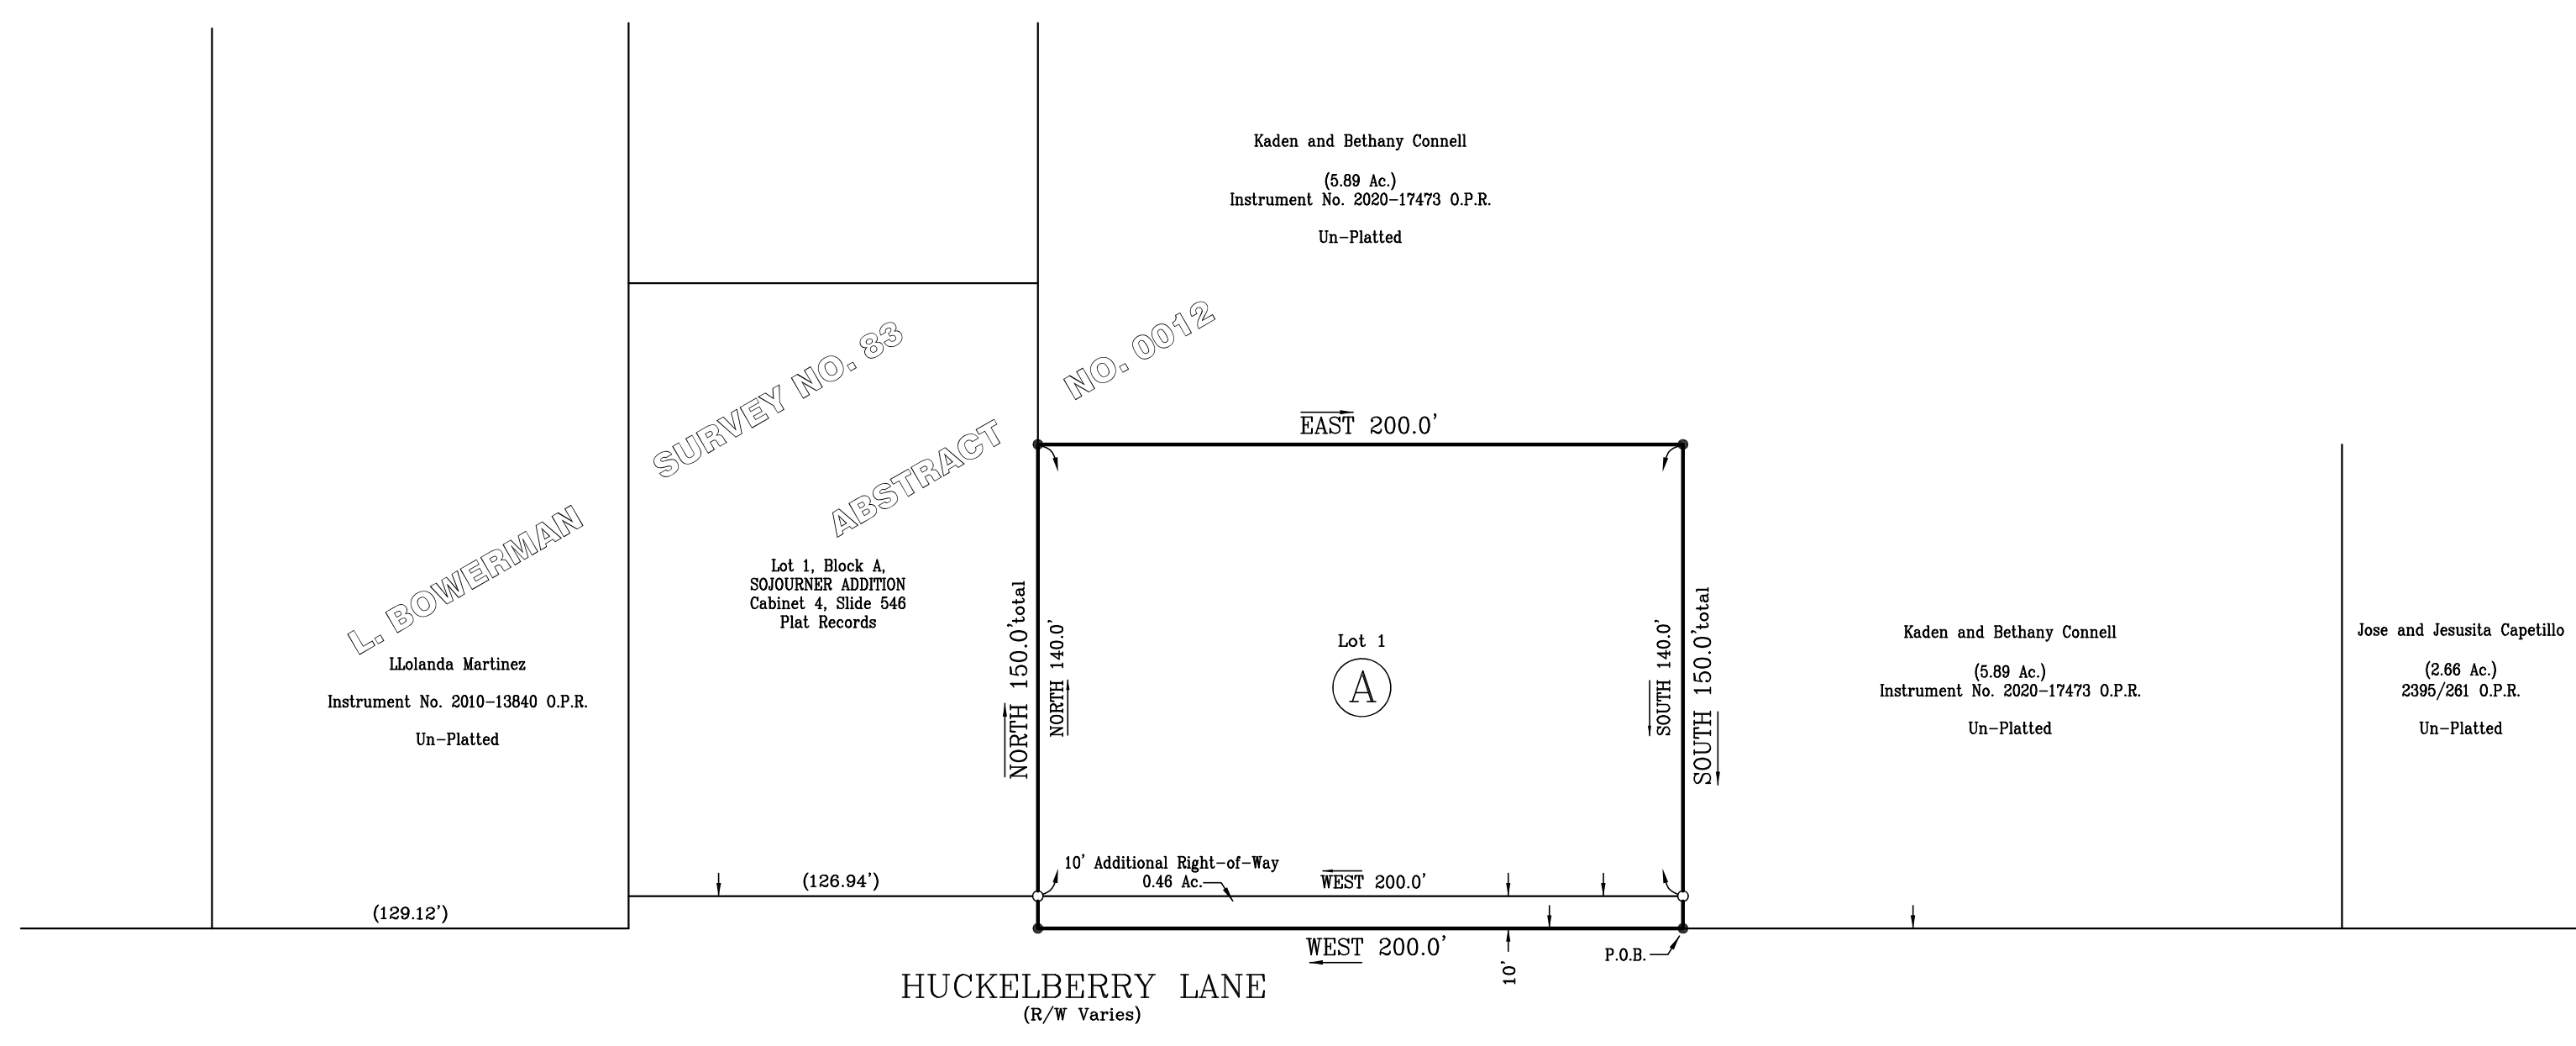 Kaden and Bethany Connell
(5.89 Ac.)
Instrument No. 2020-17473 O.P.R.
Un-Platted
L. BOWERMAN
SURVEY NO. 83
ABSTRACT
NO. 0012
EAST 200.0'
LLolanda Martinez
Instrument No. 2010-13840 O.P.R.
Un-Platted
Lot 1, Block A,
SOJOURNER ADDITION
Cabinet 4, Slide 546
Plat Records
NORTH 150.0'total
NORTH 140.0'
Lot 1
A
SOUTH 140.0'
SOUTH 150.0'total
Kaden and Bethany Connell
(5.89 Ac.)
Instrument No. 2020-17473 O.P.R.
Un-Platted
Jose and Jesusita Capetillo
(2.66 Ac.)
2395/261 O.P.R.
Un-Platted
10' Additional Right-of-Way
0.46 Ac.
WEST 200.0'
(126.94')
(129.12')
WEST 200.0'
10'
P.O.B.
HUCKELBERRY LANE
(R/W Varies)